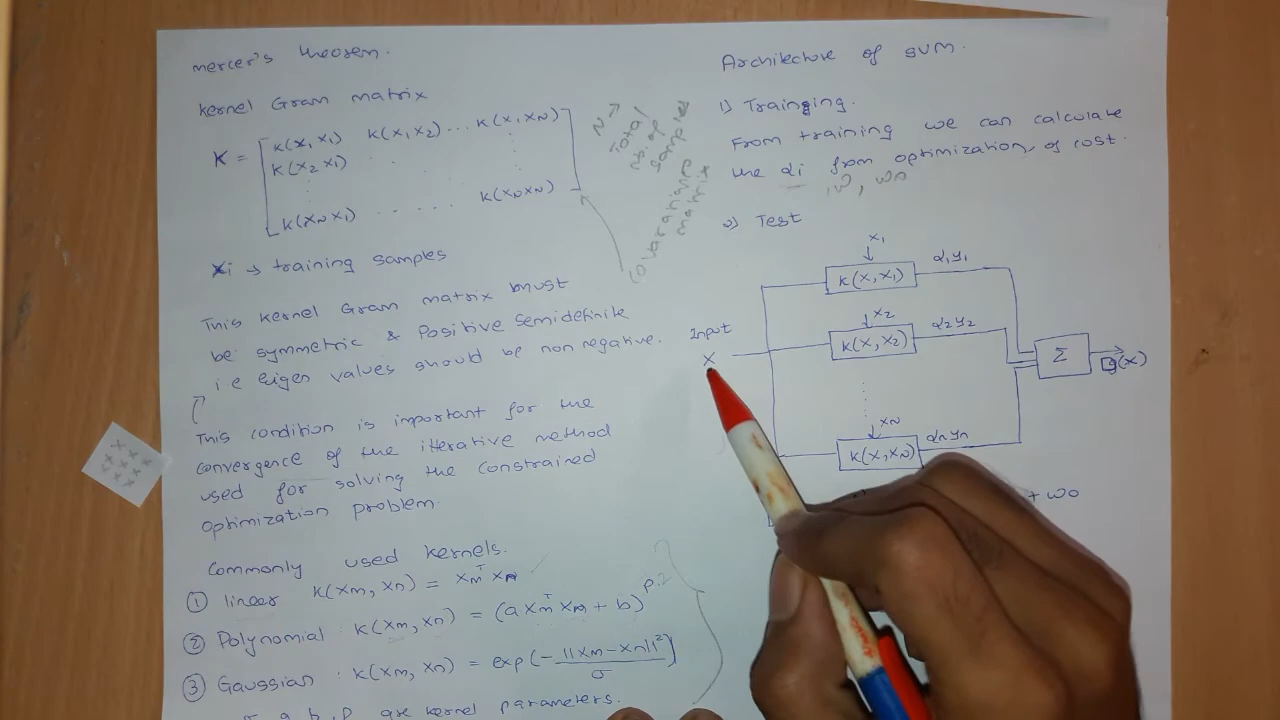 mercer's theorem.
Kernel Gram matrix
K = [ K(x1, x1) K(x1, x2) ... K(x1, xN)
K(x2 x1)
K(xN x1) ..... K(xN xN) ]
N →
Total
no. of
samples
covariance
matrix
xi → training samples
This kernel Gram matrix must
be symmetric & Positive semidefinite
i e Eigen values should be non negative.
This condition is important for the
convergence of the itterative method
used for solving the constrained
optimization problem.
Commonly used kernels.
① linear K(xm, xn) = xmᵀ xn
② Polynomial : K(xm, xn) = (a xmᵀ xn + b)^p.2
③ Gaussian : K(xm, xn) = exp(-||xm-xn||²/σ)
σ, a, b, p are kernel parameters.
Architecture of SVM.
1) Trainging.
From training we can calculate
the αi from optimization of cost.
, w, w0
2) Test
Input
x
x1
K(x, x1) α1y1
x2
K(x, x2) α2y2
xN
K(x, xN) αnyn
Σ
g(x)
+ w0
x x x
x x x
x x x